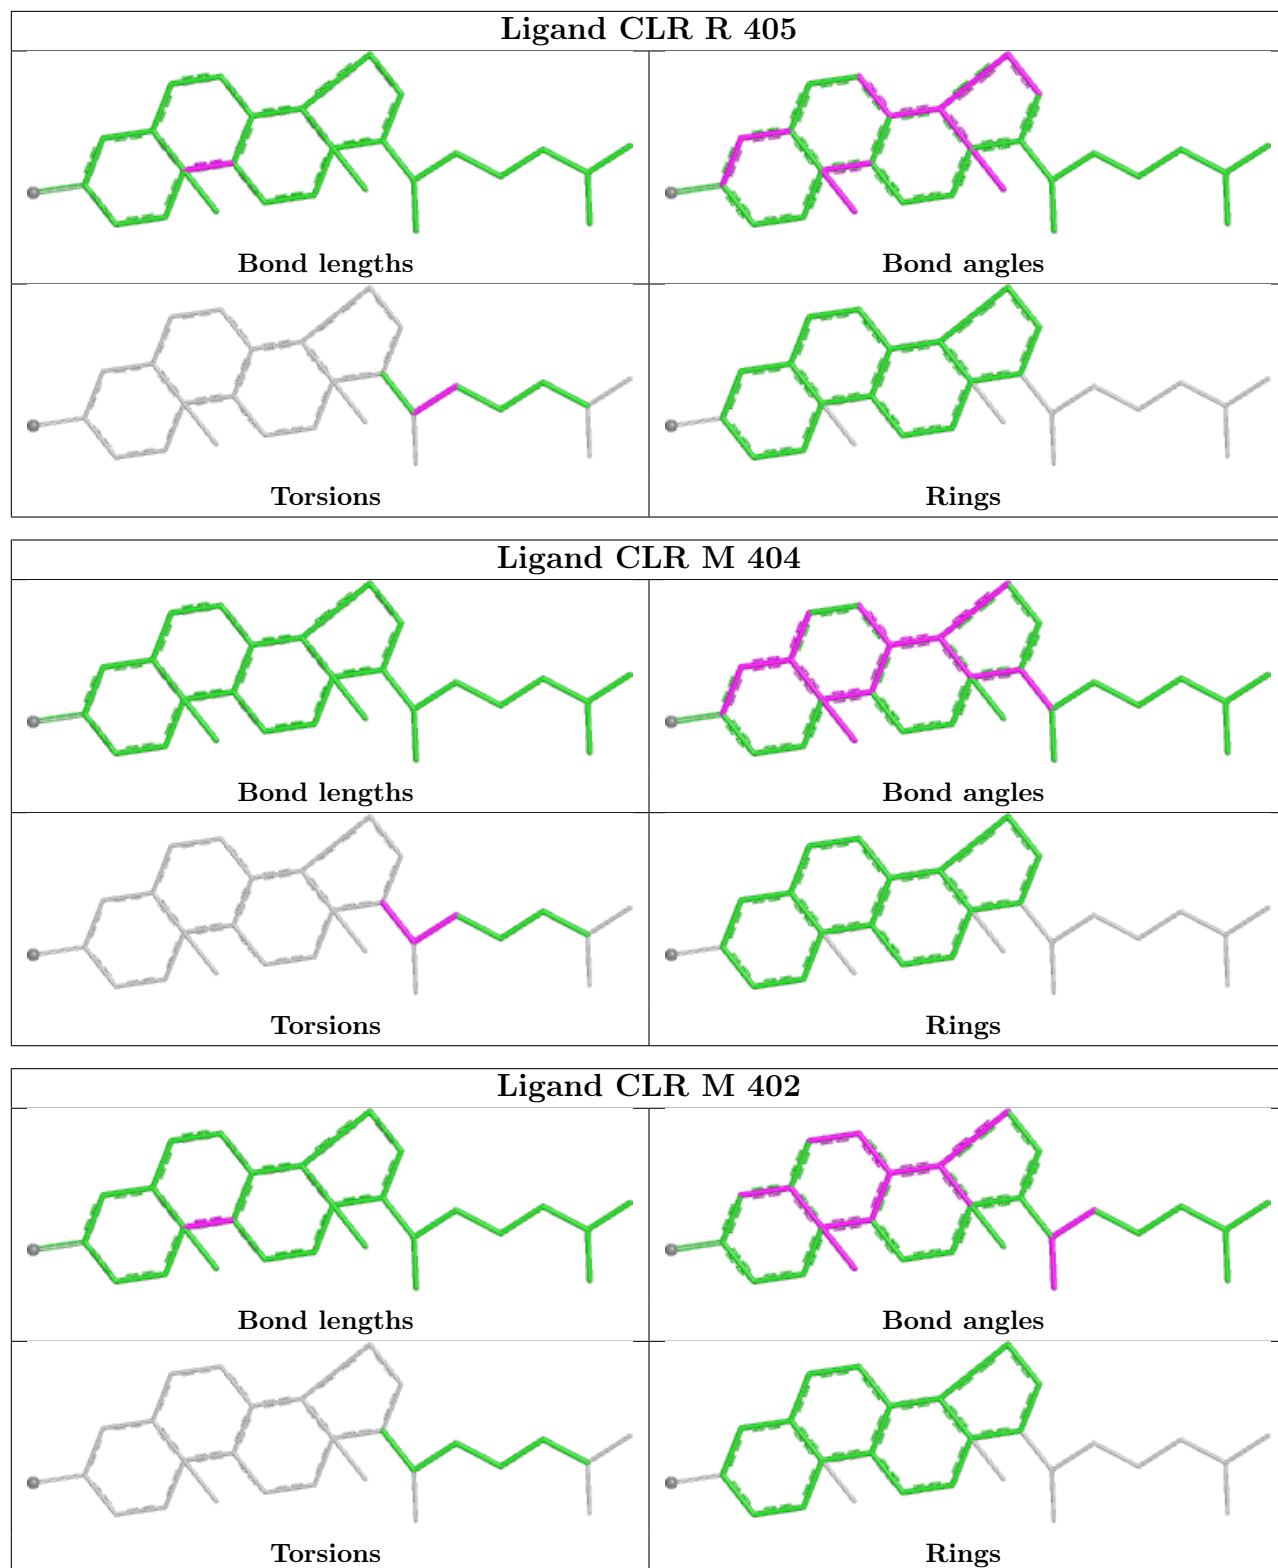 Ligand CLR R 405
Bond lengths
Bond angles
Torsions
Rings
Ligand CLR M 404
Bond lengths
Bond angles
Torsions
Rings
Ligand CLR M 402
Bond lengths
Bond angles
Torsions
Rings